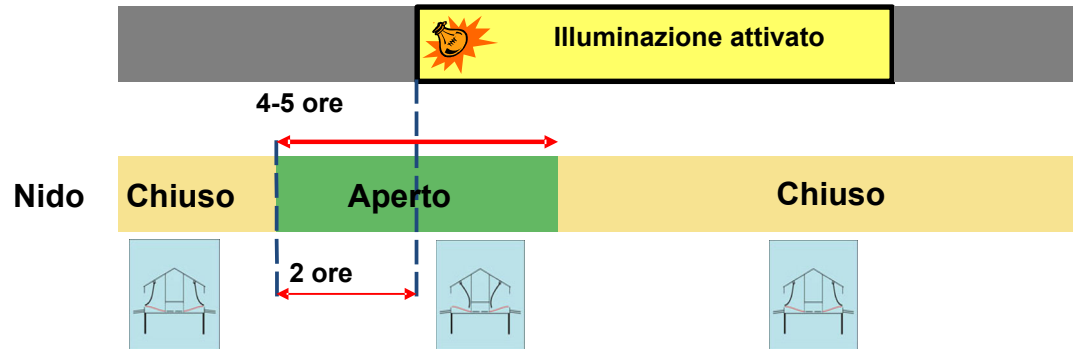 Illuminazione attivato
4-5 ore
Nido Chiuso Aperto Chiuso
2 ore